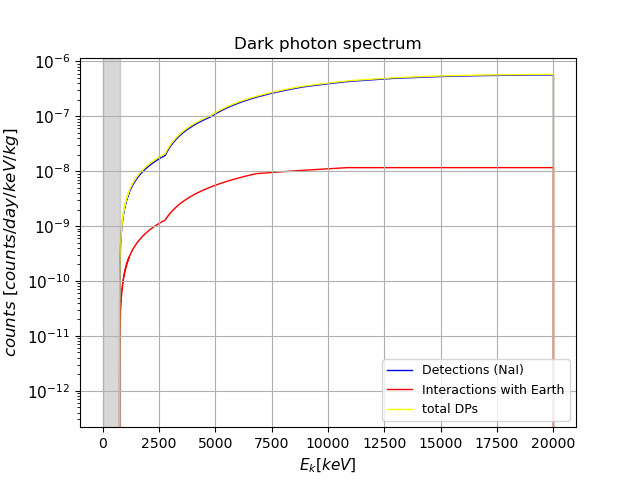 Dark photon spectrum
counts [counts/day/keV/kg]
10⁻⁶
10⁻⁷
10⁻⁸
10⁻⁹
10⁻¹⁰
10⁻¹¹
10⁻¹²
Detections (NaI)
Interactions with Earth
total DPs
0 2500 5000 7500 10000 12500 15000 17500 20000
Eₖ[keV]